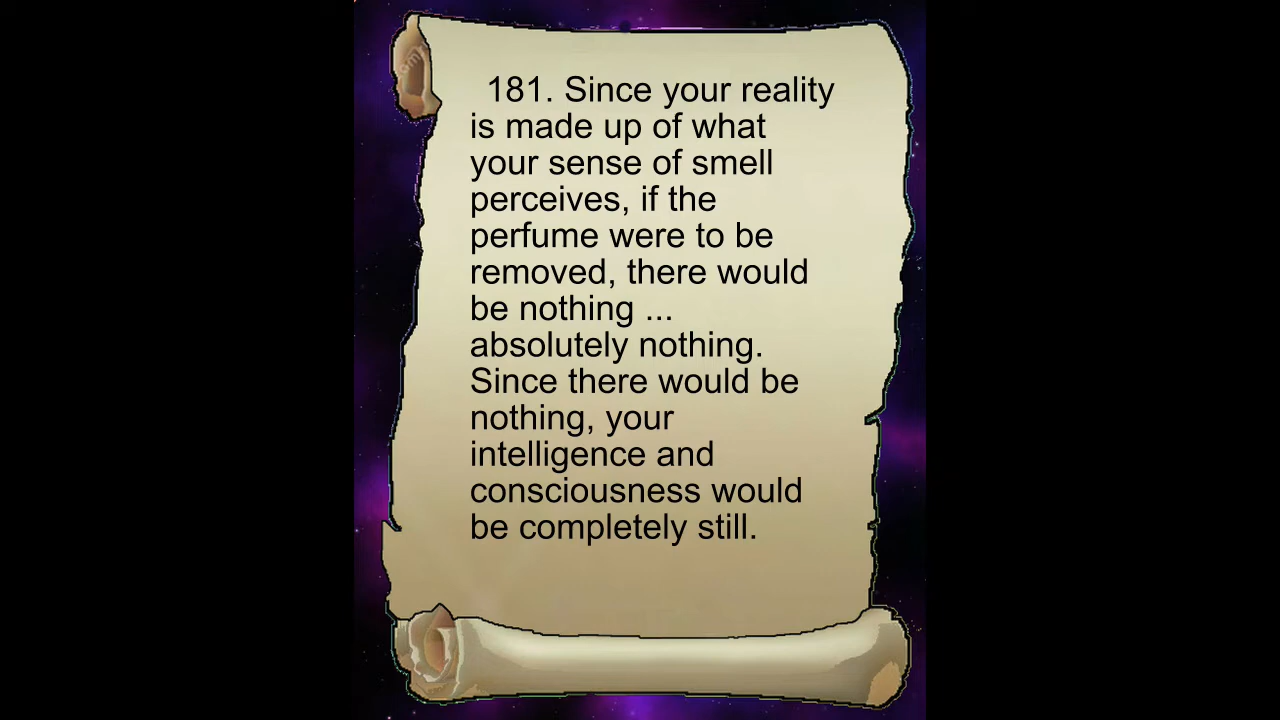 181. Since your reality
is made up of what
your sense of smell
perceives, if the
perfume were to be
removed, there would
be nothing ...
absolutely nothing.
Since there would be
nothing, your
intelligence and
consciousness would
be completely still.